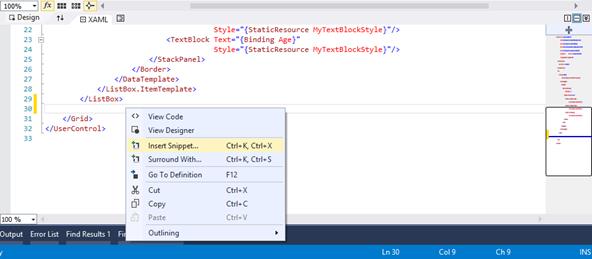 100%
Design XAML
22 Style="{StaticResource MyTextBlockStyle}"/>
23 <TextBlock Text="{Binding Age}"
24 Style="{StaticResource MyTextBlockStyle}"/>
25 </StackPanel>
26 </Border>
27 </DataTemplate>
28 </ListBox.ItemTemplate>
29 </ListBox>
30
31 </Grid>
32 </UserControl>
33
View Code
View Designer
Insert Snippet... Ctrl+K, Ctrl+X
Surround With... Ctrl+K, Ctrl+S
Go To Definition F12
Cut Ctrl+X
Copy Ctrl+C
Paste Ctrl+V
Outlining
100 %
Output Error List Find Results 1
Ln 30 Col 9 Ch 9 INS